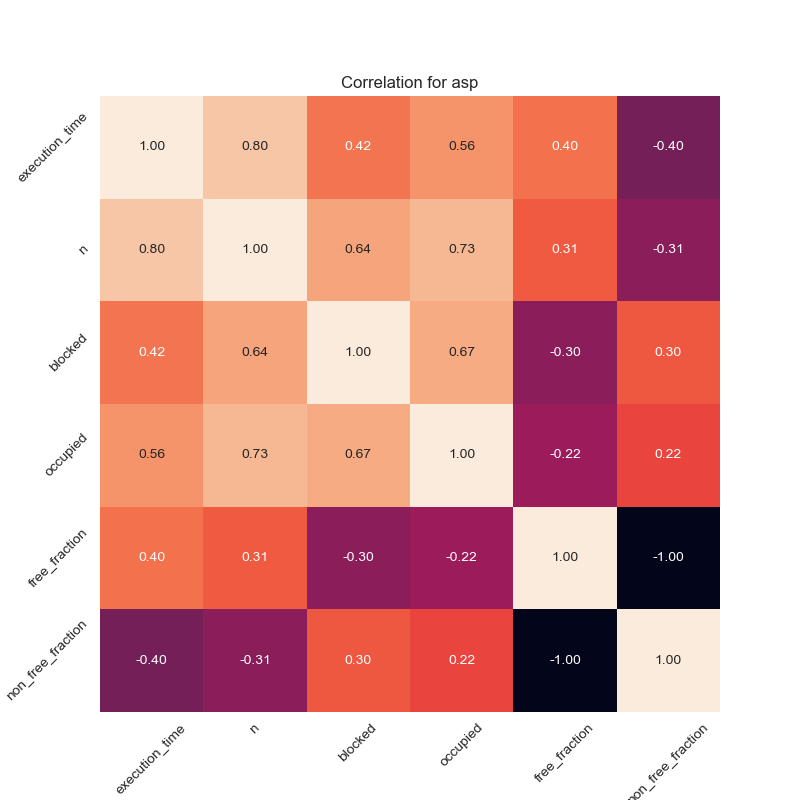 Correlation for asp
execution_time 1.00 0.80 0.42 0.56 0.40 -0.40
n 0.80 1.00 0.64 0.73 0.31 -0.31
blocked 0.42 0.64 1.00 0.67 -0.30 0.30
occupied 0.56 0.73 0.67 1.00 -0.22 0.22
free_fraction 0.40 0.31 -0.30 -0.22 1.00 -1.00
non_free_fraction -0.40 -0.31 0.30 0.22 -1.00 1.00
execution_time n blocked occupied free_fraction non_free_fraction